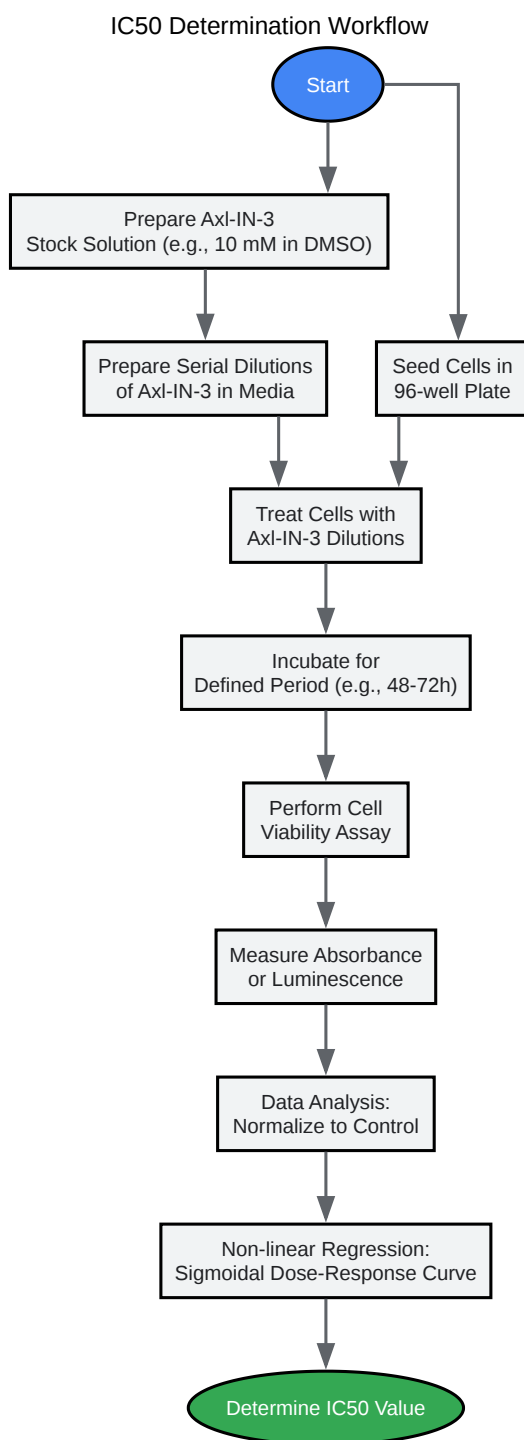 IC50 Determination Workflow
Start
Prepare Axl-IN-3
Stock Solution (e.g., 10 mM in DMSO)
Prepare Serial Dilutions
of Axl-IN-3 in Media
Seed Cells in
96-well Plate
Treat Cells with
Axl-IN-3 Dilutions
Incubate for
Defined Period (e.g., 48-72h)
Perform Cell
Viability Assay
Measure Absorbance
or Luminescence
Data Analysis:
Normalize to Control
Non-linear Regression:
Sigmoidal Dose-Response Curve
Determine IC50 Value